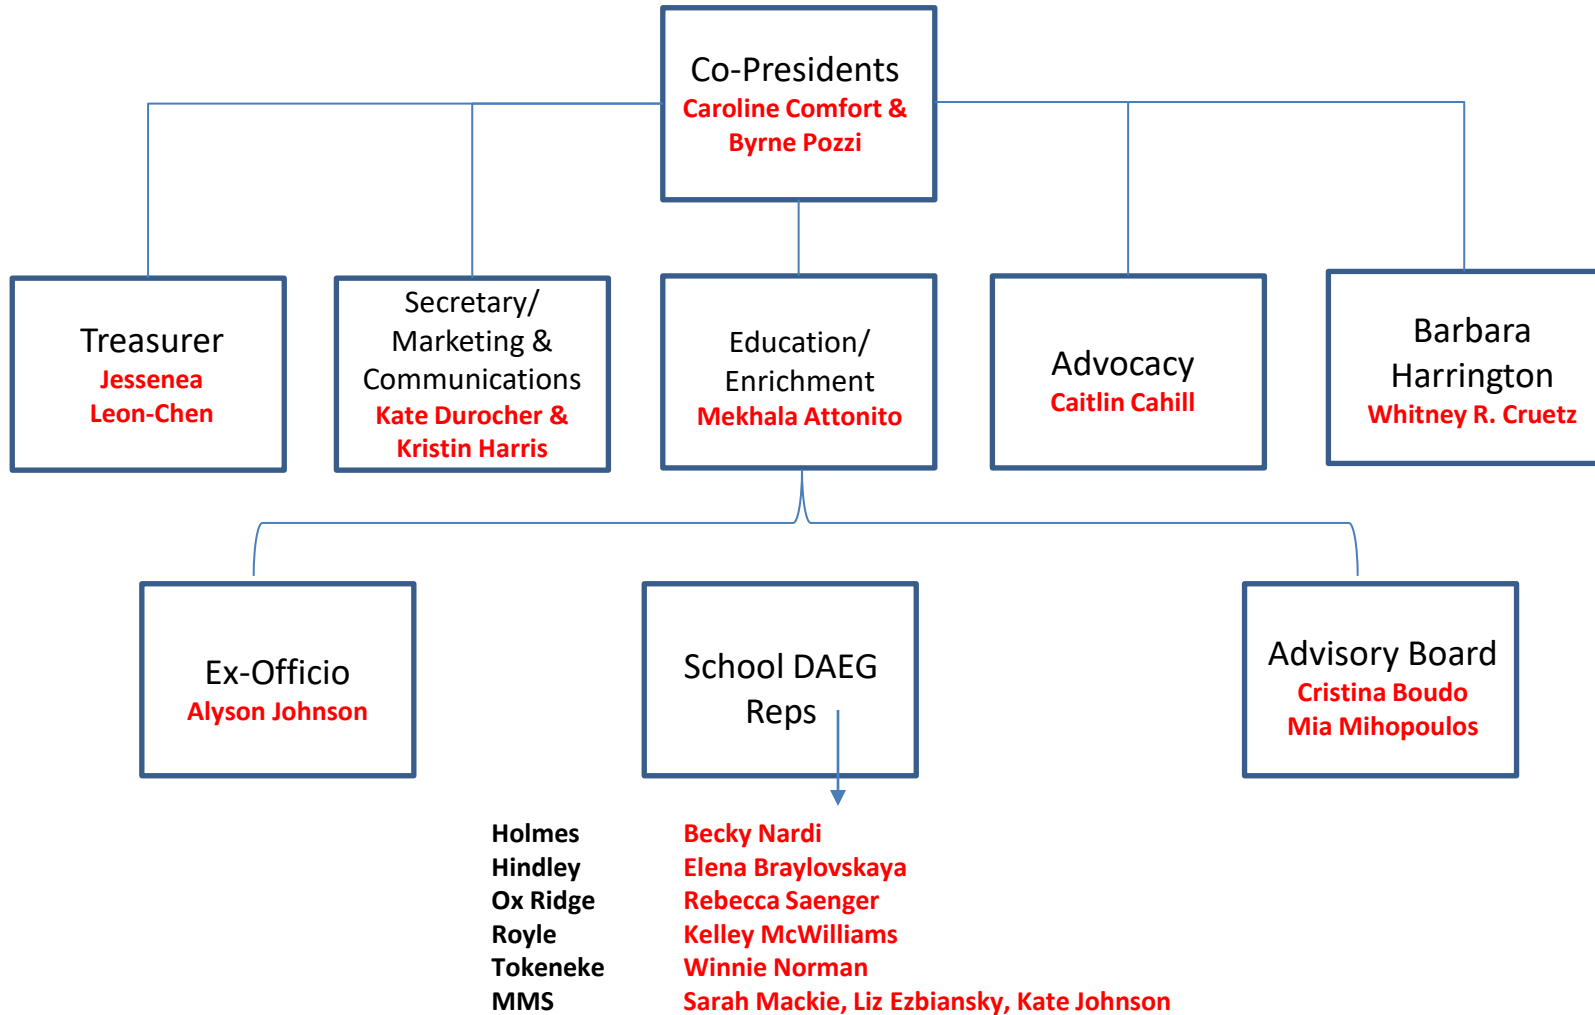 Co-Presidents
Caroline Comfort &
Byrne Pozzi
Treasurer
Jessenea
Leon-Chen
Secretary/
Marketing &
Communications
Kate Durocher &
Kristin Harris
Education/
Enrichment
Mekhala Attonito
Advocacy
Caitlin Cahill
Barbara
Harrington
Whitney R. Cruetz
Ex-Officio
Alyson Johnson
School DAEG
Reps
Advisory Board
Cristina Boudo
Mia Mihopoulos
Holmes Becky Nardi
Hindley Elena Braylovskaya
Ox Ridge Rebecca Saenger
Royle Kelley McWilliams
Tokeneke Winnie Norman
MMS Sarah Mackie, Liz Ezbiansky, Kate Johnson